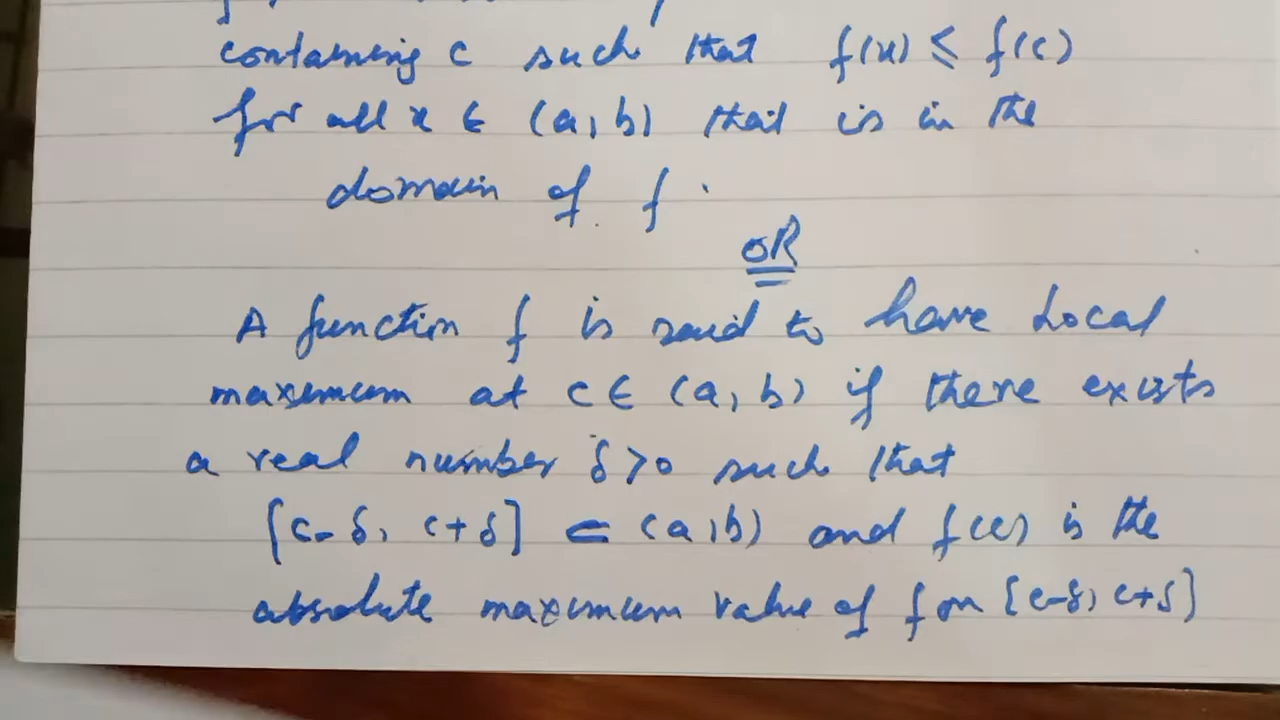 containing c such that f(x) ≤ f(c)
for all x ∈ (a, b) that is in the
domain of f.
OR
A function f is said to have Local
maximum at c ∈ (a, b) if there exists
a real number δ>0 such that
[c-δ, c+δ] ⊂ (a, b) and f(c) is the
absolute maximum value of f on [c-δ, c+δ]